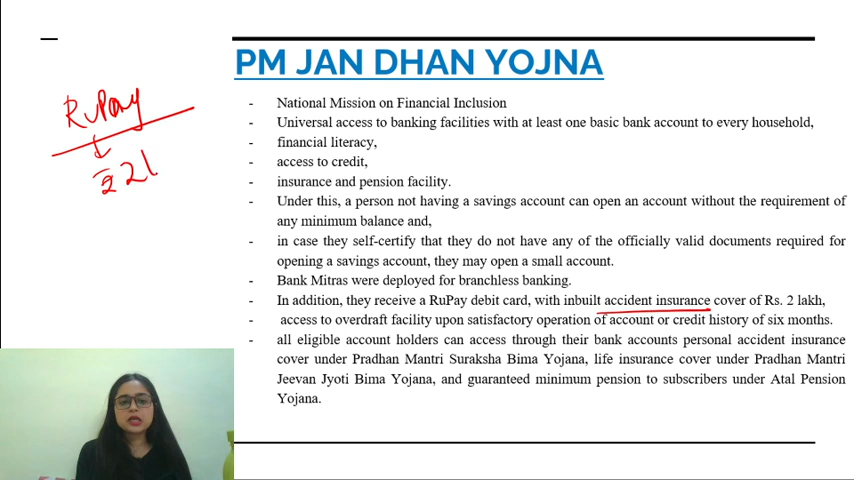 PM JAN DHAN YOJNA
RuPay
₹ 2l
- National Mission on Financial Inclusion
- Universal access to banking facilities with at least one basic bank account to every household,
- financial literacy,
- access to credit,
- insurance and pension facility.
- Under this, a person not having a savings account can open an account without the requirement of
any minimum balance and,
- in case they self-certify that they do not have any of the officially valid documents required for
opening a savings account, they may open a small account.
- Bank Mitras were deployed for branchless banking.
- In addition, they receive a RuPay debit card, with inbuilt accident insurance cover of Rs. 2 lakh,
- access to overdraft facility upon satisfactory operation of account or credit history of six months.
- all eligible account holders can access through their bank accounts personal accident insurance
cover under Pradhan Mantri Suraksha Bima Yojana, life insurance cover under Pradhan Mantri
Jeevan Jyoti Bima Yojana, and guaranteed minimum pension to subscribers under Atal Pension
Yojana.